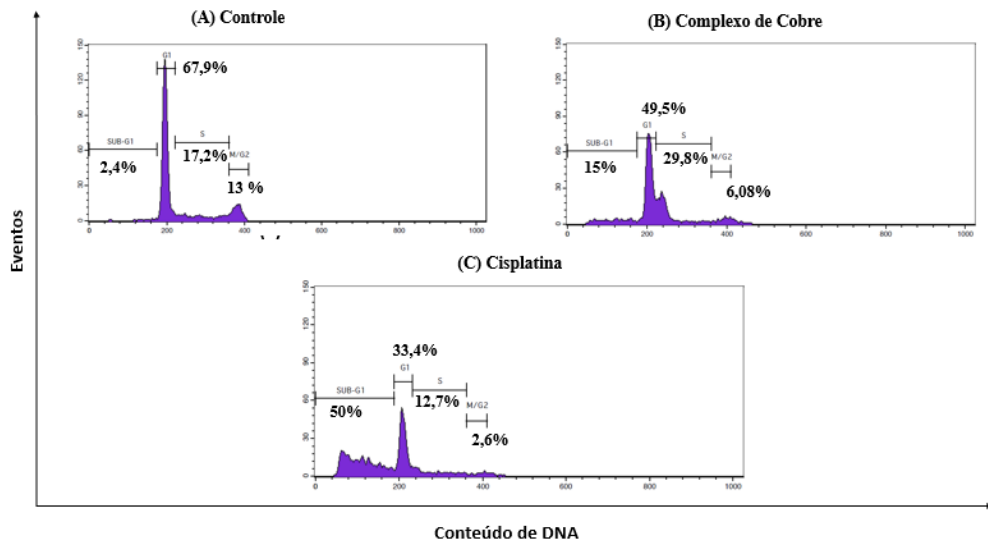 (A) Controle
150
120
90
60
30
0
G1
67,9%
SUB-G1
2,4%
S
17,2%
M/G2
13 %
0 200 400 600 800 1000
(B) Complexo de Cobre
150
120
90
60
30
0
49,5%
G1
SUB-G1
15%
S
29,8%
M/G2
6,08%
0 200 400 600 800 1000
(C) Cisplatina
150
120
90
60
30
0
33,4%
G1
SUB-G1
50%
S
12,7%
M/G2
2,6%
0 200 400 600 800 1000
Eventos
Conteúdo de DNA